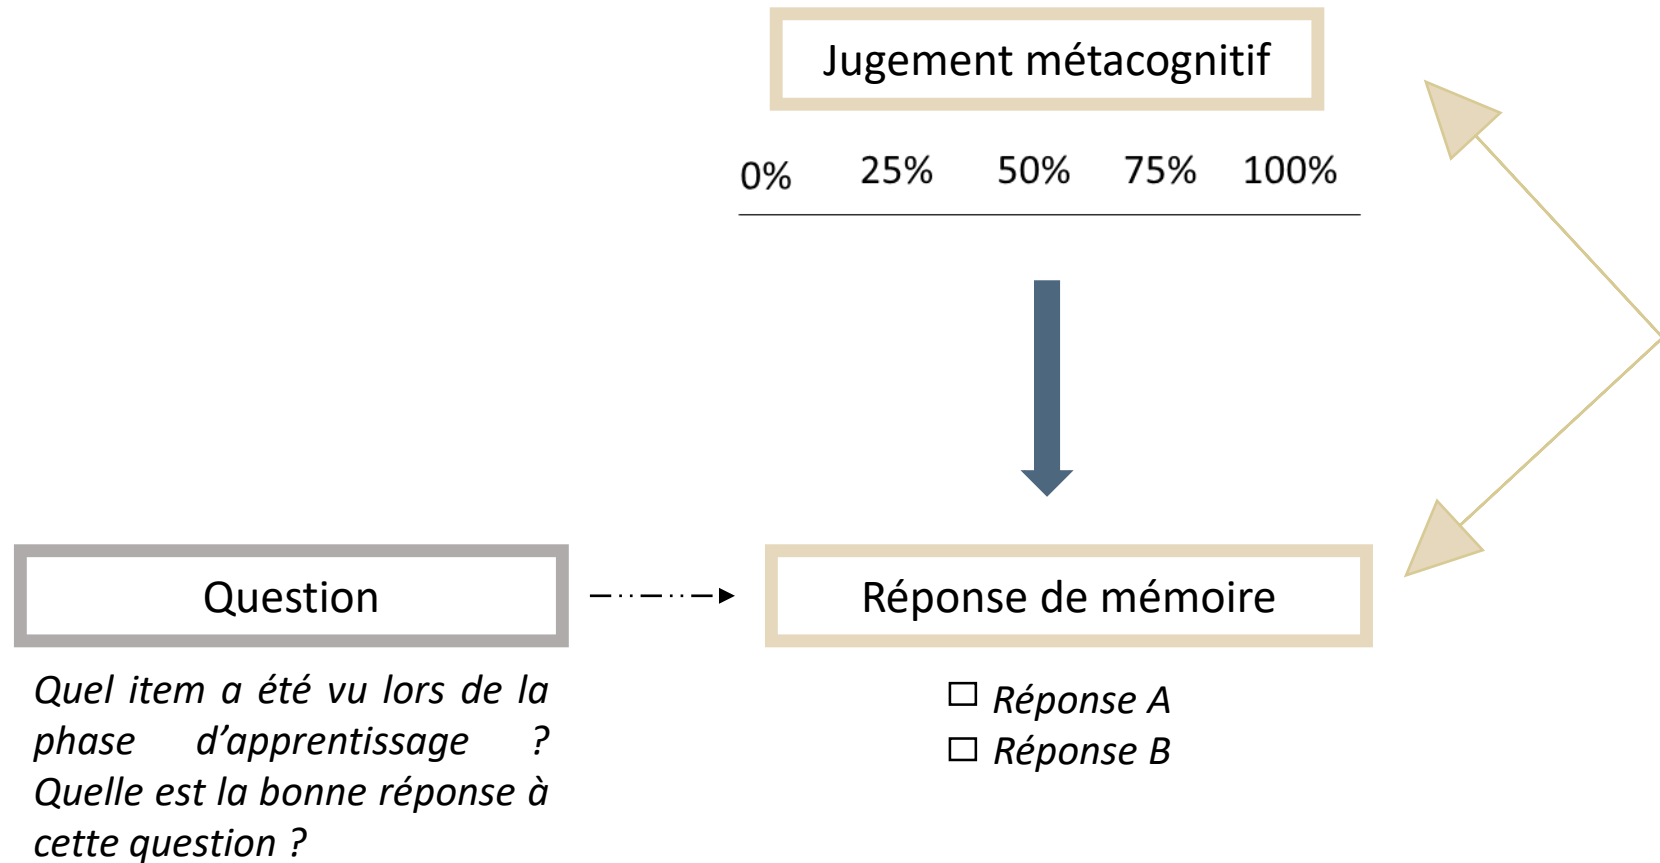 Jugement métacognitif
0% 25% 50% 75% 100%
Question
Réponse de mémoire
Quel item a été vu lors de la
phase d'apprentissage ?
Quelle est la bonne réponse à
cette question ?
Réponse A
Réponse B